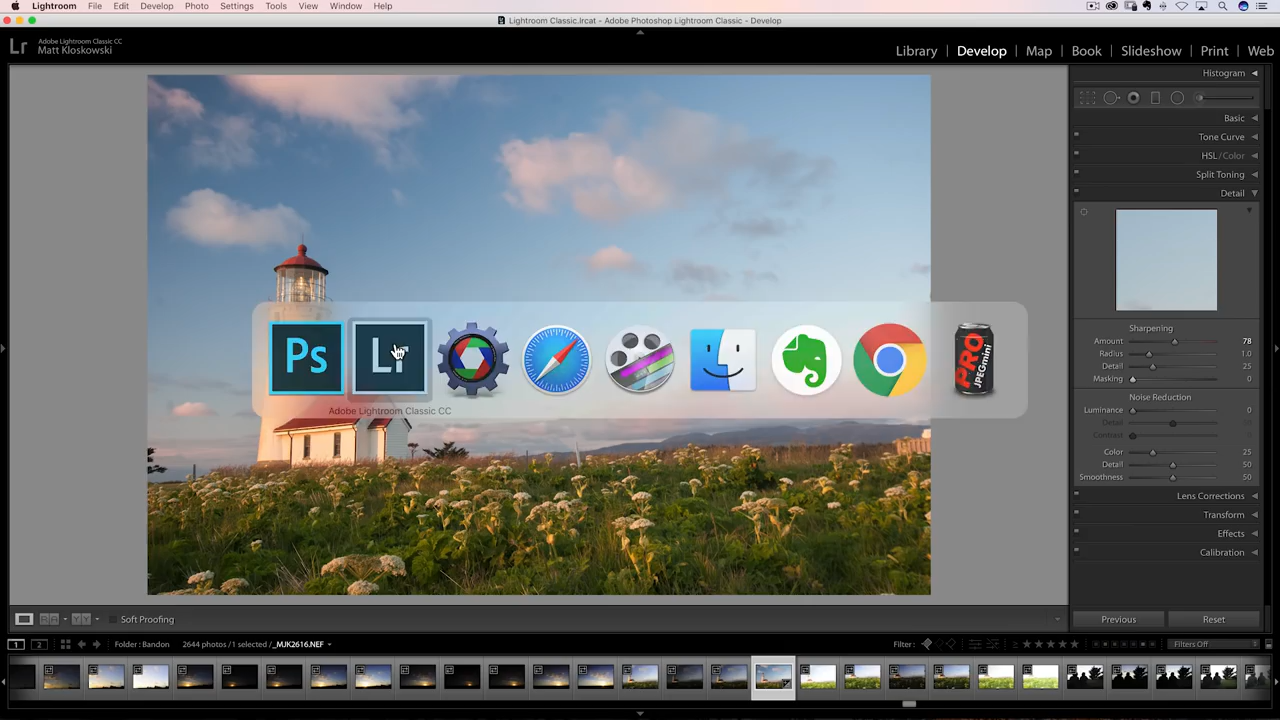 Lightroom File Edit Develop Photo Settings Tools View Window Help
Lightroom Classic.lrcat - Adobe Photoshop Lightroom Classic - Develop
Lr Adobe Lightroom Classic CC
Matt Kloskowski
Library Develop Map Book Slideshow Print Web
Histogram
Basic
Tone Curve
HSL / Color
Split Toning
Detail
Sharpening
Amount 78
Radius 1.0
Detail 25
Masking 0
Noise Reduction
Luminance 0
Detail
Contrast
Color 25
Detail 50
Smoothness 50
Lens Corrections
Transform
Effects
Calibration
Previous Reset
Ps Lr PRO JPEGmini
Adobe Lightroom Classic CC
Soft Proofing
1 2 Folder : Bandon 2644 photos / 1 selected / _MJK2616.NEF
Filter : Filters Off